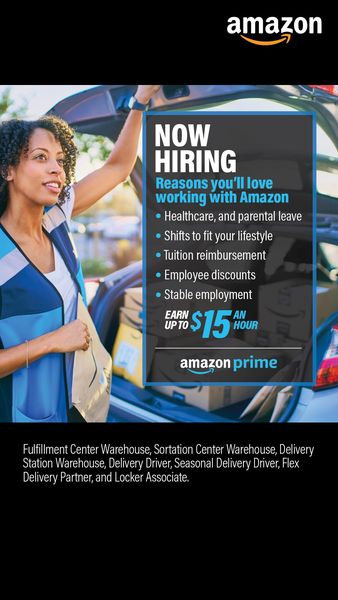 amazon
NOW
HIRING
Reasons you'll love
working with Amazon
• Healthcare, and parental leave
• Shifts to fit your lifestyle
• Tuition reimbursement
• Employee discounts
• Stable employment
EARN
UP TO $15 AN
HOUR
amazon prime
Fulfillment Center Warehouse, Sortation Center Warehouse, Delivery
Station Warehouse, Delivery Driver, Seasonal Delivery Driver, Flex
Delivery Partner, and Locker Associate.